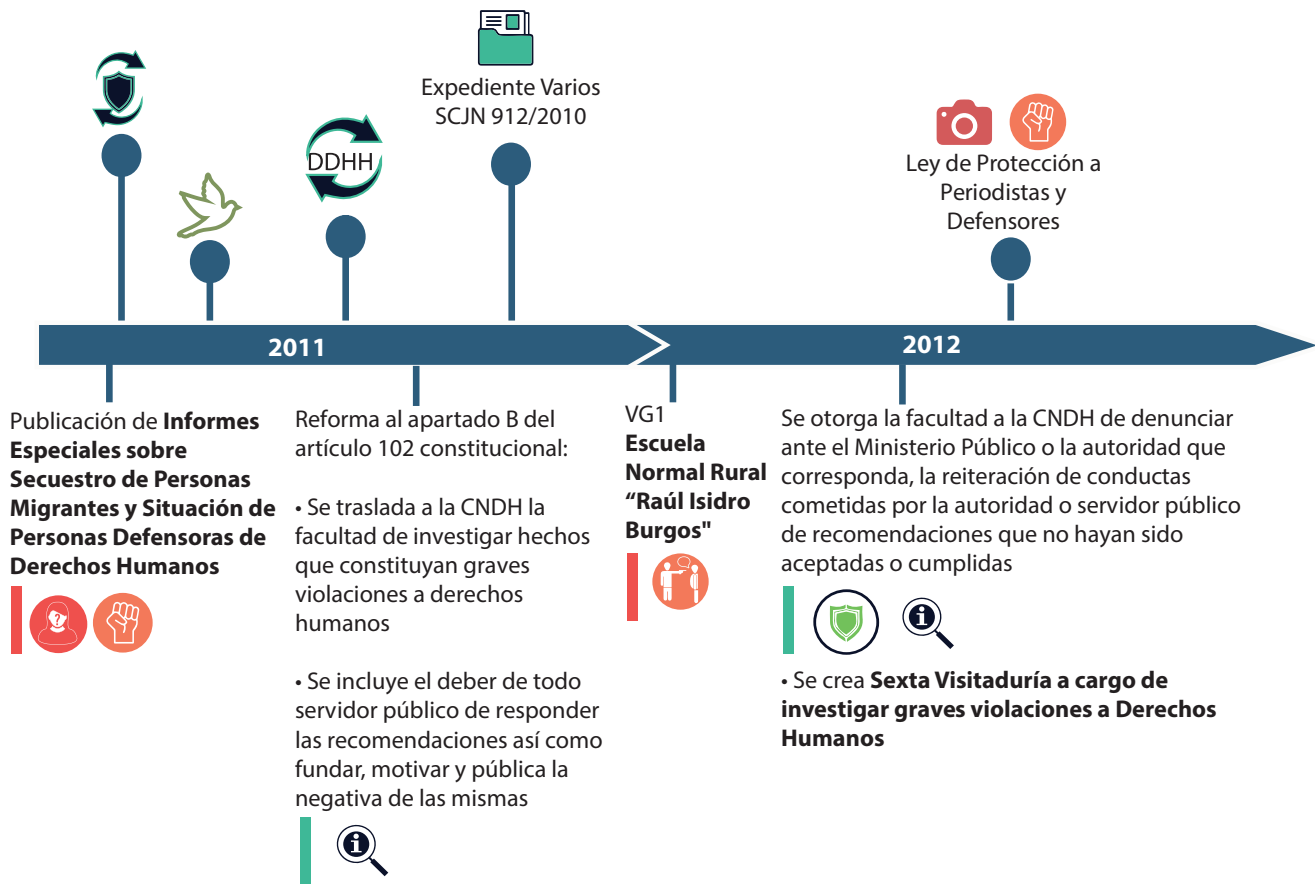 Expediente Varios
SCJN 912/2010
DDHH
Ley de Protección a
Periodistas y
Defensores
2011
2012
Publicación de Informes
Especiales sobre
Secuestro de Personas
Migrantes y Situación de
Personas Defensoras de
Derechos Humanos
?
Reforma al apartado B del
artículo 102 constitucional:
• Se traslada a la CNDH la
facultad de investigar hechos
que constituyan graves
violaciones a derechos
humanos
• Se incluye el deber de todo
servidor público de responder
las recomendaciones así como
fundar, motivar y pública la
negativa de las mismas
i
VG1
Escuela
Normal Rural
“Raúl Isidro
Burgos"
Se otorga la facultad a la CNDH de denunciar
ante el Ministerio Público o la autoridad que
corresponda, la reiteración de conductas
cometidas por la autoridad o servidor público
de recomendaciones que no hayan sido
aceptadas o cumplidas
i
• Se crea Sexta Visitaduría a cargo de
investigar graves violaciones a Derechos
Humanos